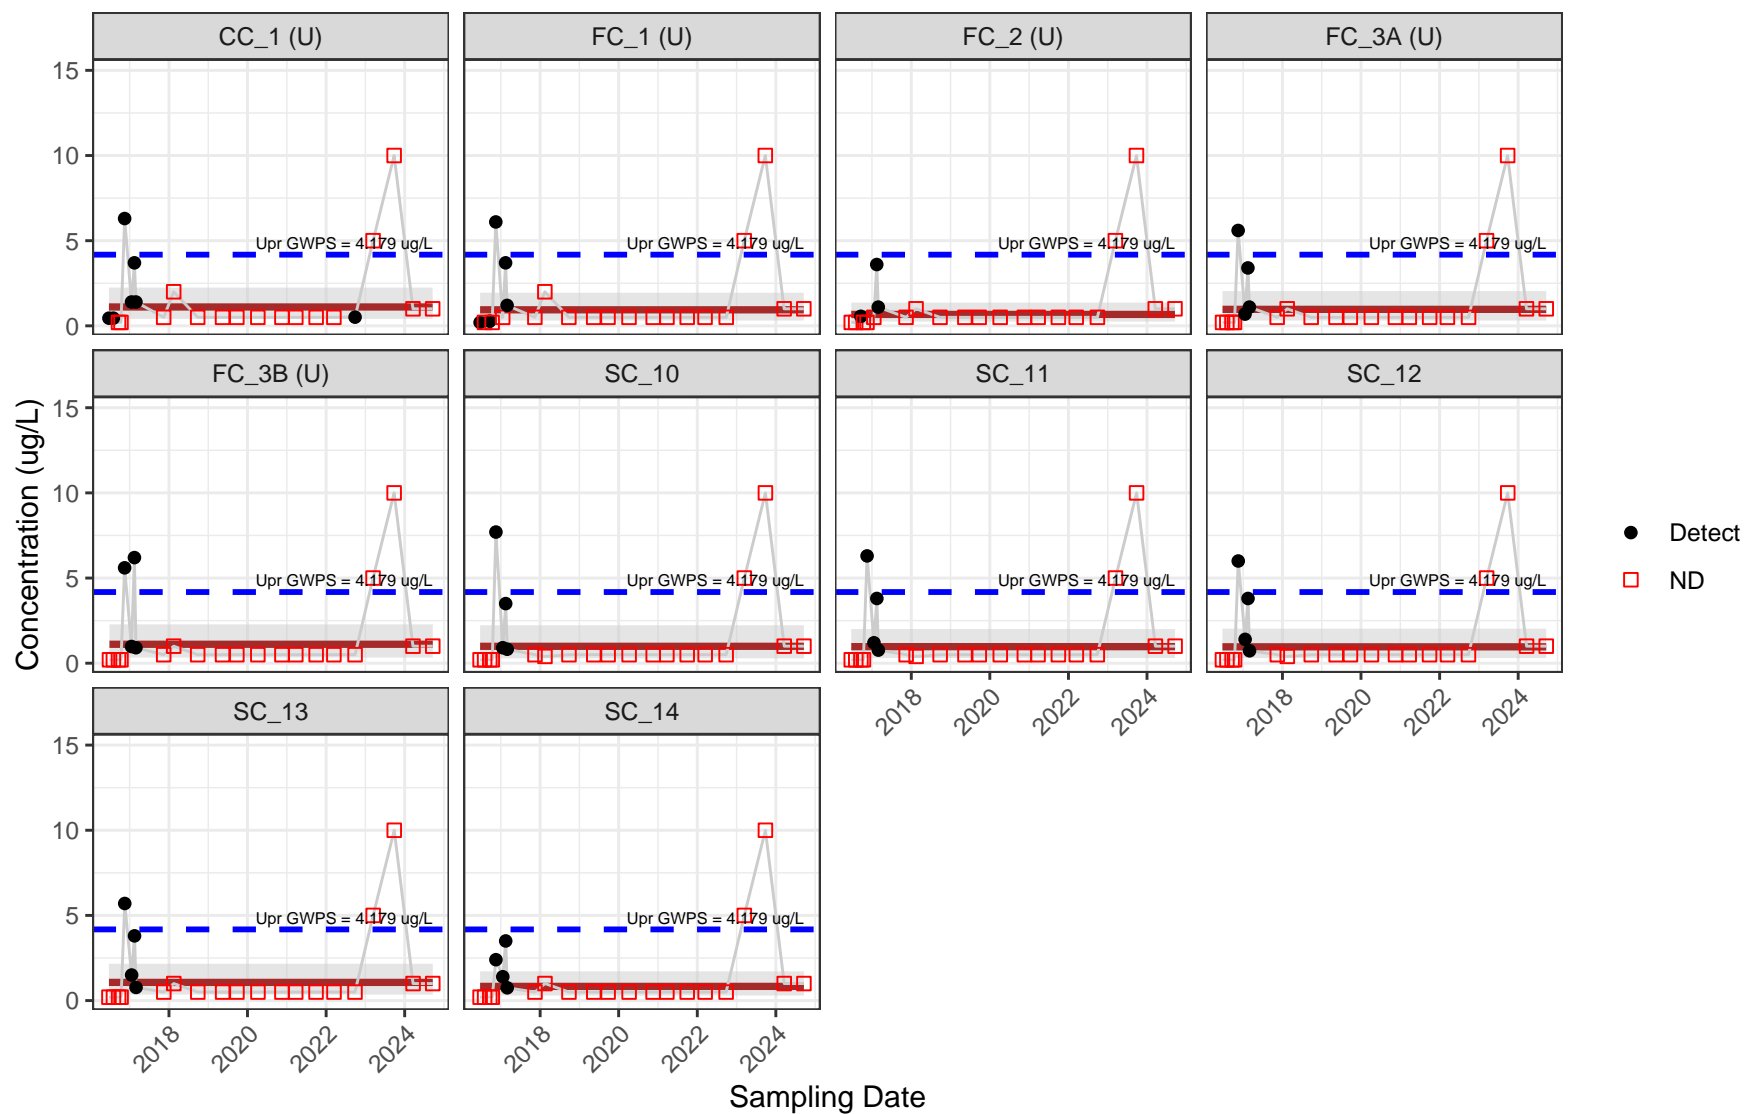 CC_1 (U)
FC_1 (U)
FC_2 (U)
FC_3A (U)
15
10
5
0
Upr GWPS = 4.179 ug/L
Upr GWPS = 4.179 ug/L
Upr GWPS = 4.179 ug/L
Upr GWPS = 4.179 ug/L
FC_3B (U)
SC_10
SC_11
SC_12
15
10
5
0
Upr GWPS = 4.179 ug/L
Upr GWPS = 4.179 ug/L
Upr GWPS = 4.179 ug/L
Upr GWPS = 4.179 ug/L
2018
2020
2022
2024
2018
2020
2022
2024
SC_13
SC_14
15
10
5
0
Upr GWPS = 4.179 ug/L
Upr GWPS = 4.179 ug/L
2018
2020
2022
2024
2018
2020
2022
2024
Concentration (ug/L)
Sampling Date
Detect
ND